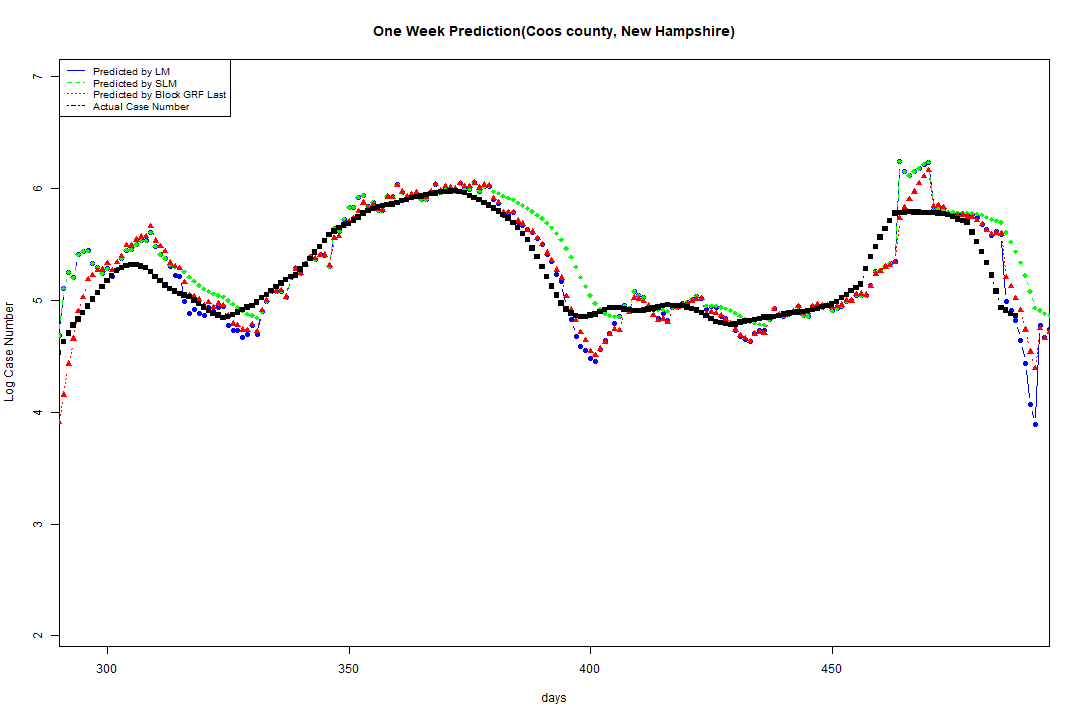 One Week Prediction(Coos county, New Hampshire)
Predicted by LM
Predicted by SLM
Predicted by Block GRF Last
Actual Case Number
7
6
5
4
3
2
Log Case Number
300
350
400
450
days